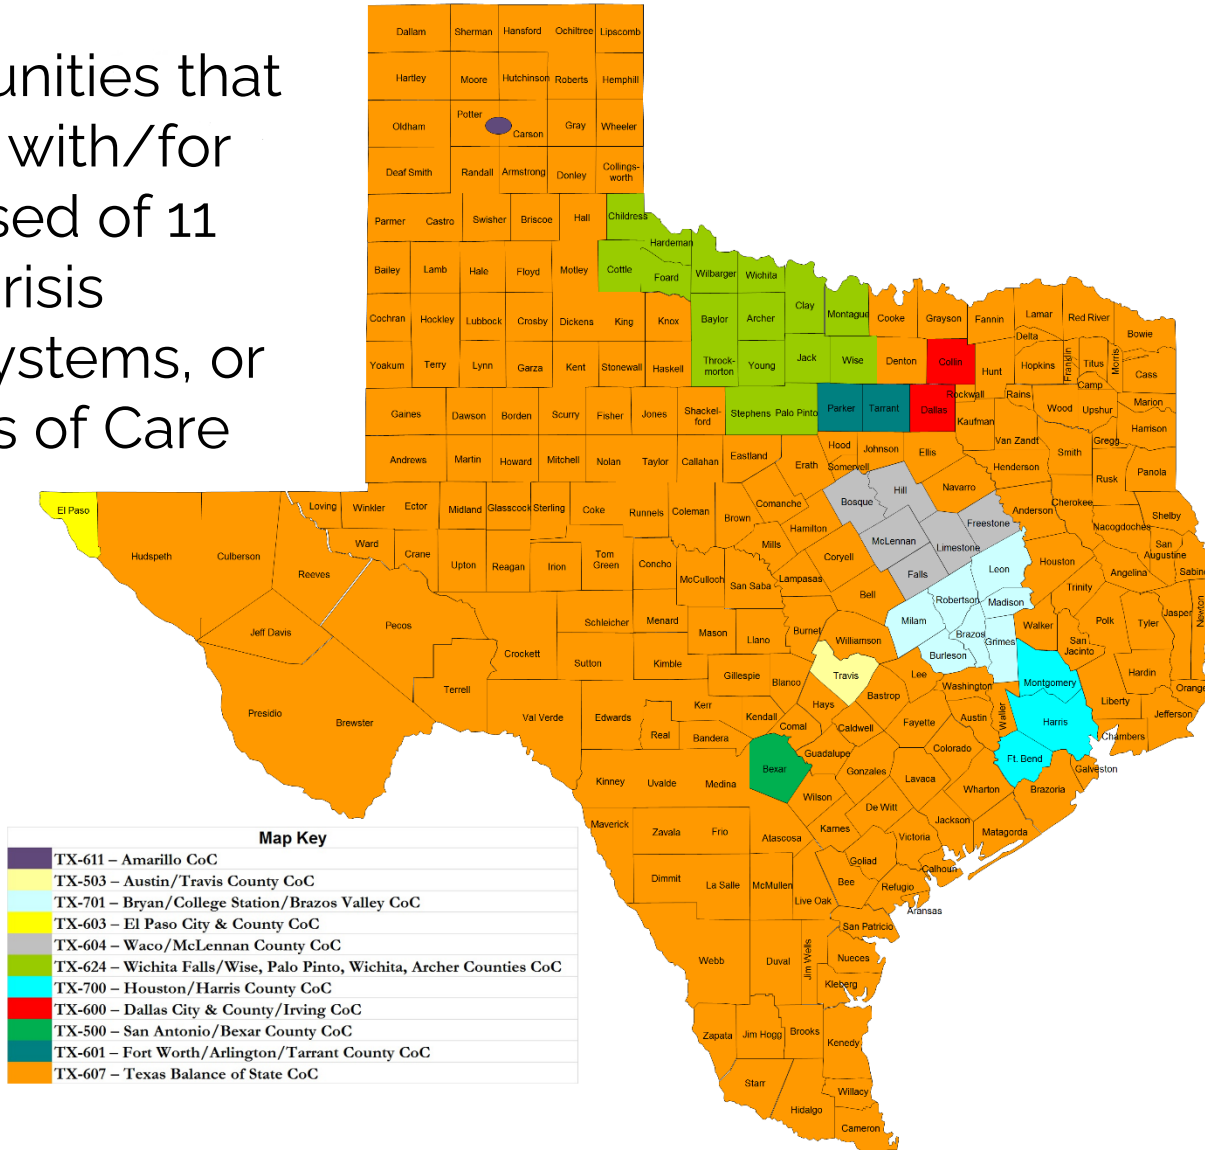 unities that
with/for
sed of 11
risis
ystems, or
s of Care
Dallam Sherman Hansford Ochiltree Lipscomb
Hartley Moore Hutchinson Roberts Hemphill
Oldham Potter Carson Gray Wheeler
Deaf Smith Randall Armstrong Donley Collings-
worth
Parmer Castro Swisher Briscoe Hall Childress
Hardeman
Bailey Lamb Hale Floyd Motley Cottle Foard Wilbarger Wichita
Clay
Cochran Hockley Lubbock Crosby Dickens King Knox Baylor Archer Montague Cooke Grayson Fannin Lamar Red River
Delta Bowie
Yoakum Terry Lynn Garza Kent Stonewall Haskell Throck-
morton Young Jack Wise Denton Collin Hunt Hopkins Franklin Titus Morris Cass
Camp
Gaines Dawson Borden Scurry Fisher Jones Shackel-
ford Stephens Palo Pinto Parker Tarrant Dallas Rockwall Rains Wood Upshur Marion
Kaufman Gregg Harrison
Andrews Martin Howard Mitchell Nolan Taylor Callahan Eastland Erath Hood Somervell Johnson Ellis Van Zandt Smith
Henderson Rusk Panola
El Paso Hudspeth Culberson Reeves Loving Winkler Ector Midland Glasscock Sterling Coke Runnels Coleman Brown Comanche Bosque Hill Navarro
Freestone Anderson Cherokee Shelby
Nacogdoches
Ward Crane Upton Reagan Irion Tom
Green Concho McCulloch San Saba Mills Hamilton Coryell McLennan Limestone Falls Leon Houston San
Augustine
Angelina Sabin
Lampasas Bell Trinity
Jeff Davis Pecos Schleicher Menard Mason Llano Burnet Williamson Milam Robertson Madison Walker Polk Tyler Jasper Newton
Brazos Grimes San
Jacinto
Burleson
Crockett Sutton Kimble Gillespie Blanco Travis Lee Washington Montgomery Hardin
Orange
Terrell Bastrop Liberty
Presidio Brewster Val Verde Edwards Kerr Kendall Hays Caldwell Fayette Austin Waller Harris Jefferson
Real Bandera Comal Chambers
Guadalupe Colorado
Kinney Uvalde Medina Bexar Gonzales Lavaca Ft. Bend Galveston
Wilson Wharton Brazoria
De Witt
Maverick Zavala Frio Atascosa Karnes Victoria Jackson Matagorda
Goliad Calhoun
Dimmit La Salle McMullen Bee Refugio
Live Oak Aransas
San Patricio
Webb Duval Jim Wells Nueces
Kleberg
Zapata Jim Hogg Brooks Kenedy
Starr Willacy
Hidalgo
Cameron
Map Key
TX-611 – Amarillo CoC
TX-503 – Austin/Travis County CoC
TX-701 – Bryan/College Station/Brazos Valley CoC
TX-603 – El Paso City & County CoC
TX-604 – Waco/McLennan County CoC
TX-624 – Wichita Falls/Wise, Palo Pinto, Wichita, Archer Counties CoC
TX-700 – Houston/Harris County CoC
TX-600 – Dallas City & County/Irving CoC
TX-500 – San Antonio/Bexar County CoC
TX-601 – Fort Worth/Arlington/Tarrant County CoC
TX-607 – Texas Balance of State CoC